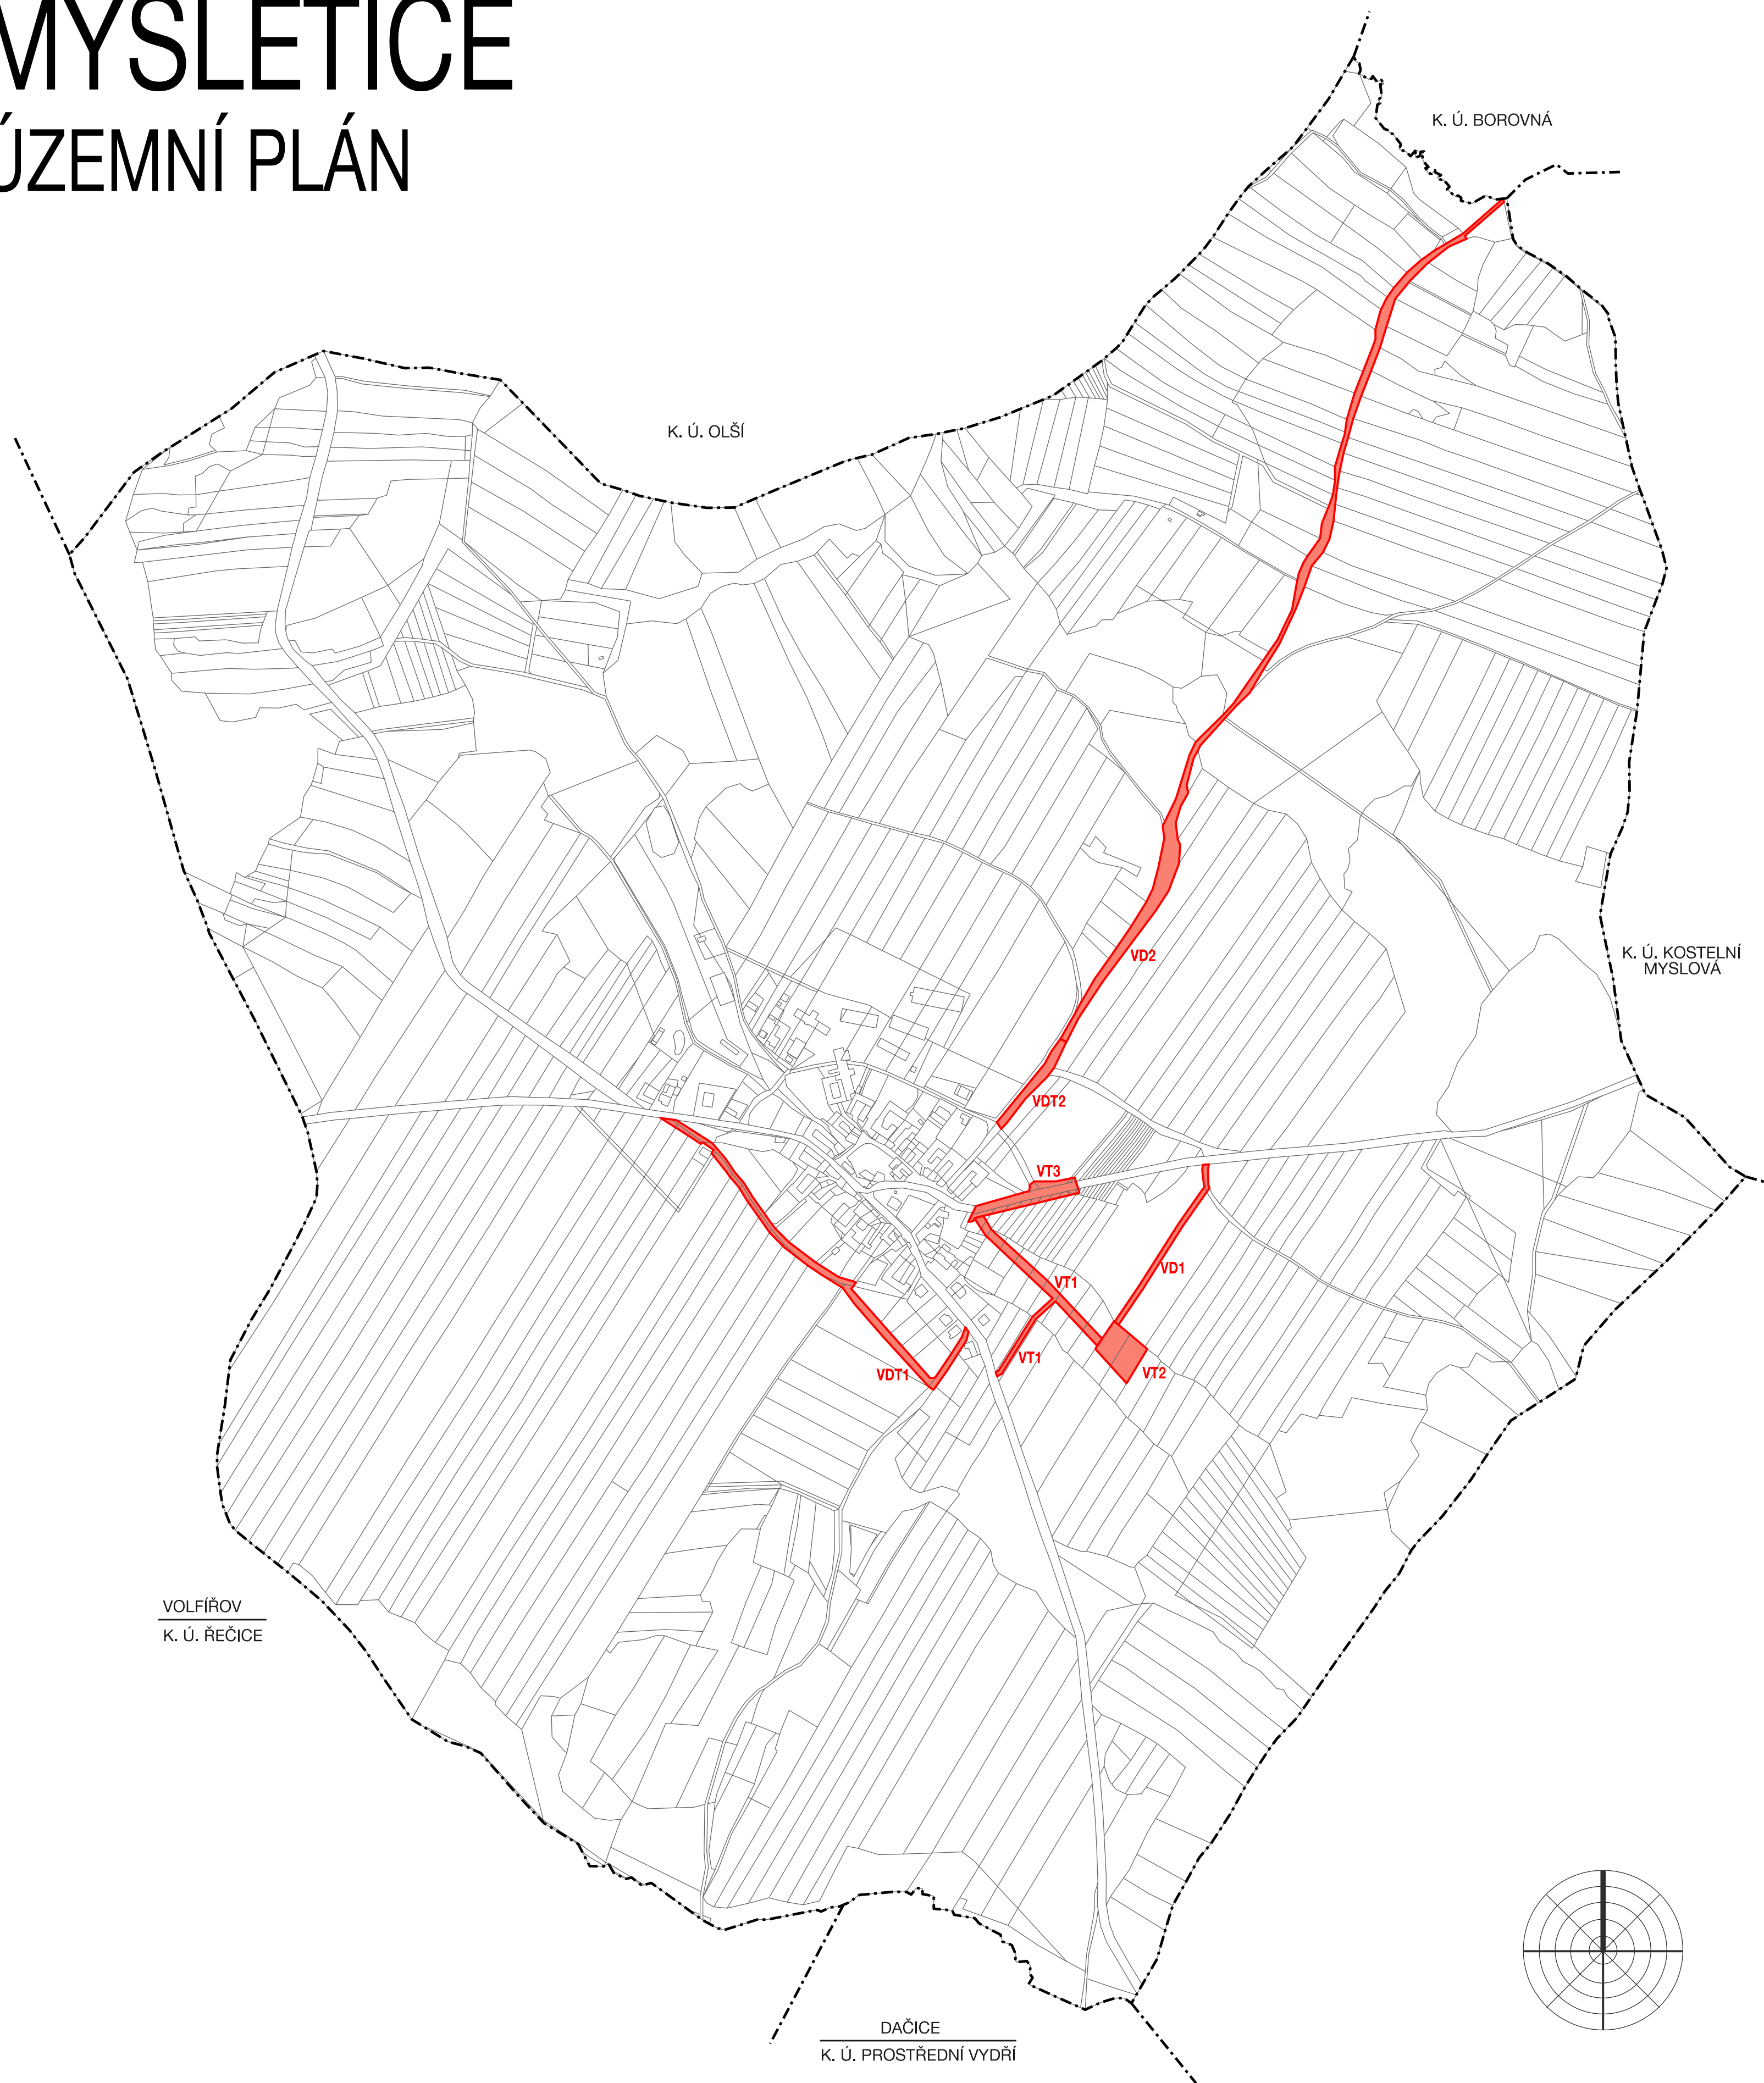 MYSLETICE
ÚZEMNÍ PLÁN
K. Ú. BOROVNÁ
K. Ú. OLŠÍ
VD2
K. Ú. KOSTELNÍ
MYSLOVÁ
VDT2
VT3
VD1
VT1
VT1
VDT1
VT2
VOLFÍŘOV
K. Ú. ŘEČICE
DAČICE
K. Ú. PROSTŘEDNÍ VYDŘÍ